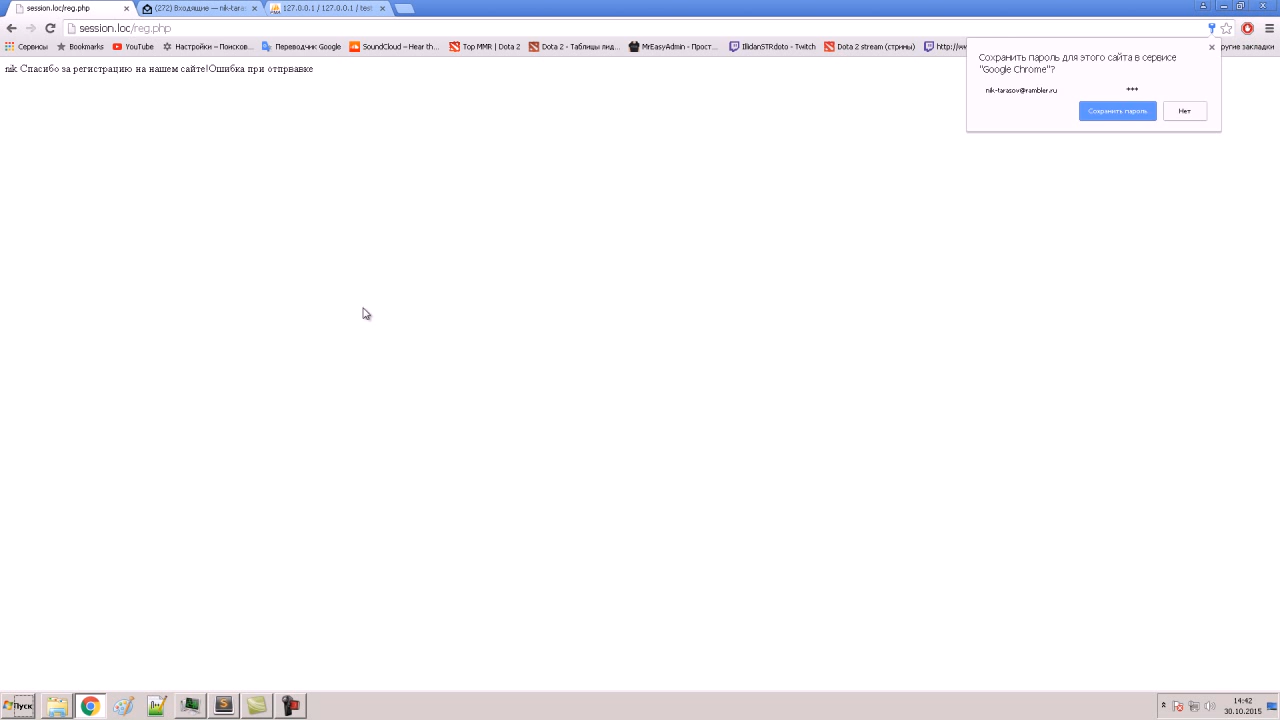 session.loc/reg.php
(272) Входящие — nik-tara
127.0.0.1 / 127.0.0.1 / test
session.loc/reg.php
Сервисы
Bookmarks
YouTube
Настройки – Поисков...
Переводчик Google
SoundCloud – Hear th...
Top MMR | Dota 2
Dota 2 - Таблицы лид...
MrEasyAdmin - Прост...
IllidanSTRdoto - Twitch
Dota 2 stream (стримы)
http://ww
угие закладки
nik Спасибо за регистрацию на нашем сайте!Ошибка при отпрвавке
Сохранить пароль для этого сайта в сервисе
"Google Chrome"?
nik-tarasov@rambler.ru
***
Сохранить пароль
Нет
Пуск
14:42
30.10.2015